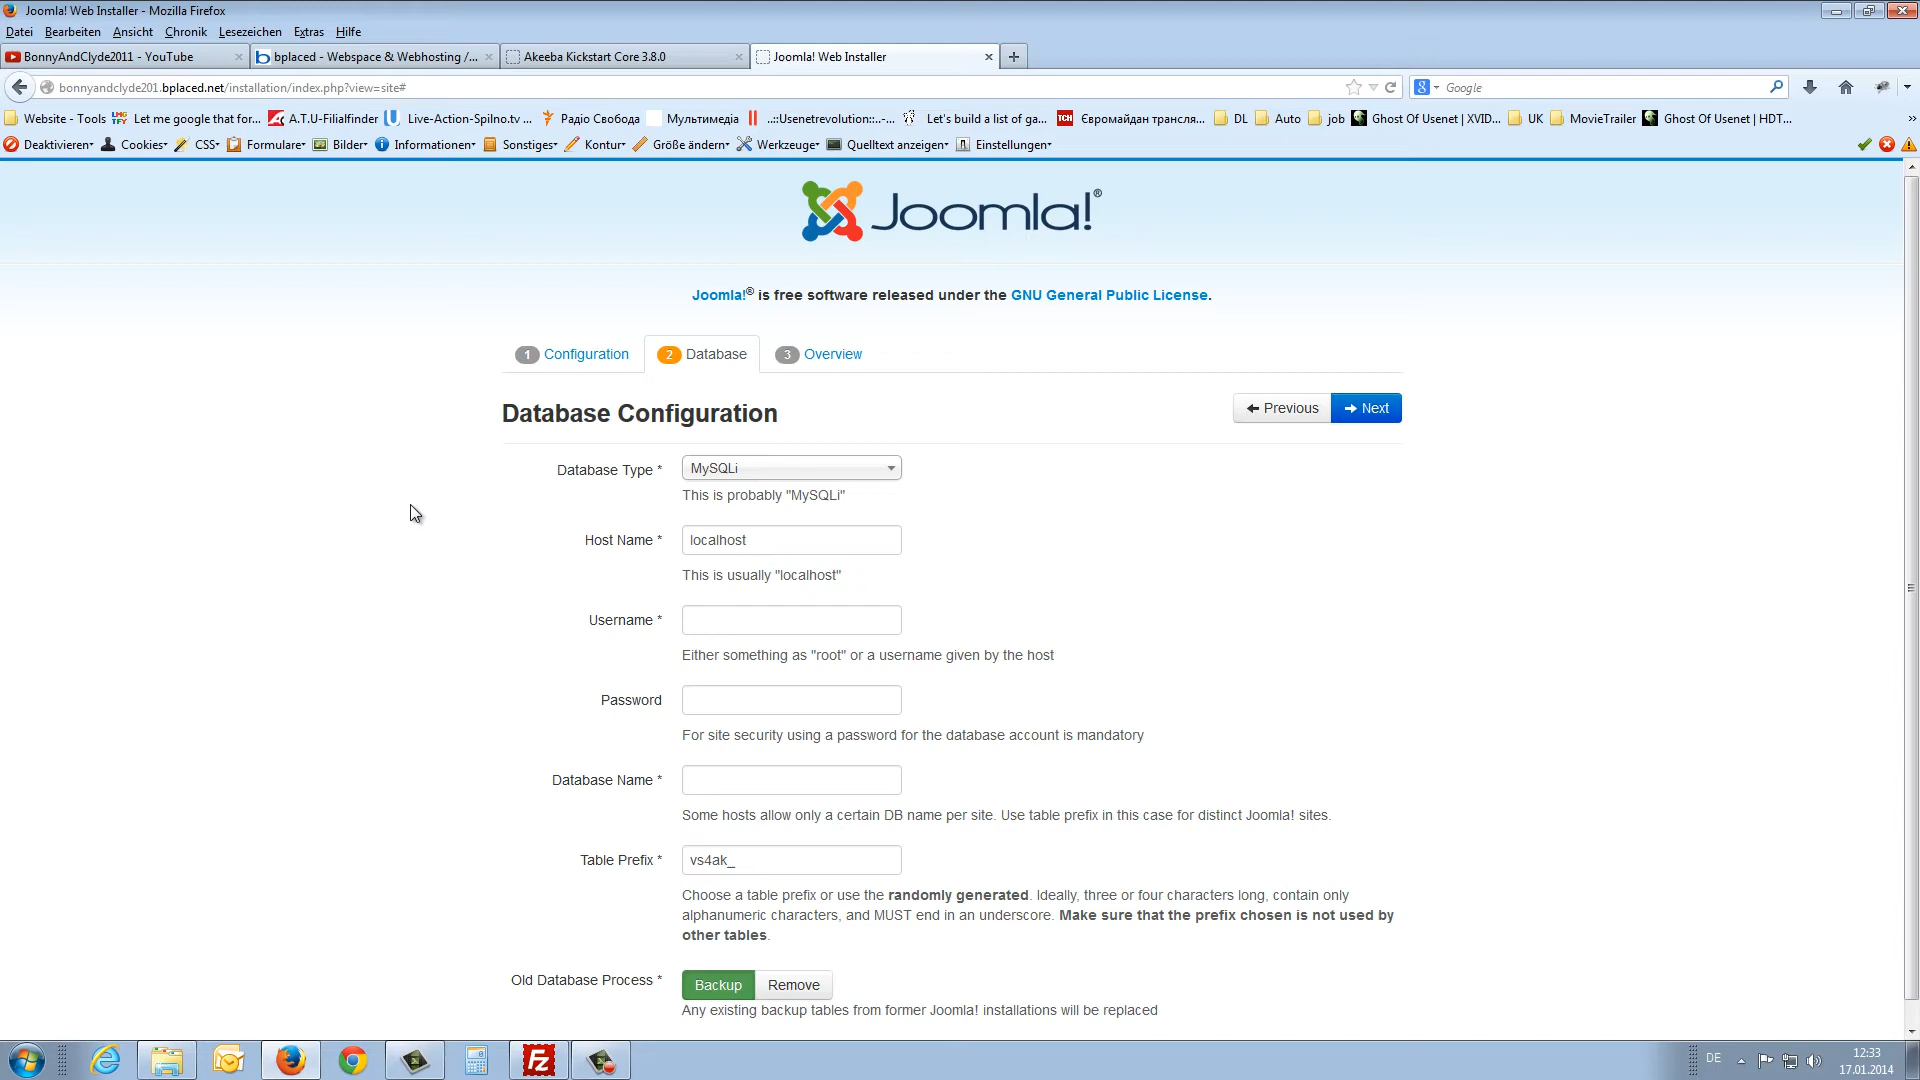 Joomla! Web Installer - Mozilla Firefox
Datei Bearbeiten Ansicht Chronik Lesezeichen Extras Hilfe
BonnyAndClyde2011 - YouTube
bplaced - Webspace & Webhosting /...
Akeeba Kickstart Core 3.8.0
Joomla! Web Installer
bonnyandclyde201.bplaced.net/installation/index.php?view=site#
Google
Website - Tools
LMG TFY Let me google that for...
A.T.U-Filialfinder
Live-Action-Spilno.tv ...
Радіо Свобода
Мультимедіа
..::Usenetrevolution::..-...
Let's build a list of ga...
ТСН Євромайдан трансля...
DL
Auto
job
Ghost Of Usenet | XVID...
UK
MovieTrailer
Ghost Of Usenet | HDT...
Deaktivieren Cookies CSS Formulare Bilder Informationen Sonstiges Kontur Größe ändern Werkzeuge Quelltext anzeigen Einstellungen
Joomla!®
Joomla!® is free software released under the GNU General Public License.
1 Configuration
2 Database
3 Overview
Database Configuration
Previous
Next
Database Type *
MySQLi
This is probably "MySQLi"
Host Name *
localhost
This is usually "localhost"
Username *
Either something as "root" or a username given by the host
Password
For site security using a password for the database account is mandatory
Database Name *
Some hosts allow only a certain DB name per site. Use table prefix in this case for distinct Joomla! sites.
Table Prefix *
vs4ak_
Choose a table prefix or use the randomly generated. Ideally, three or four characters long, contain only
alphanumeric characters, and MUST end in an underscore. Make sure that the prefix chosen is not used by
other tables.
Old Database Process *
Backup
Remove
Any existing backup tables from former Joomla! installations will be replaced
DE
12:33
17.01.2014